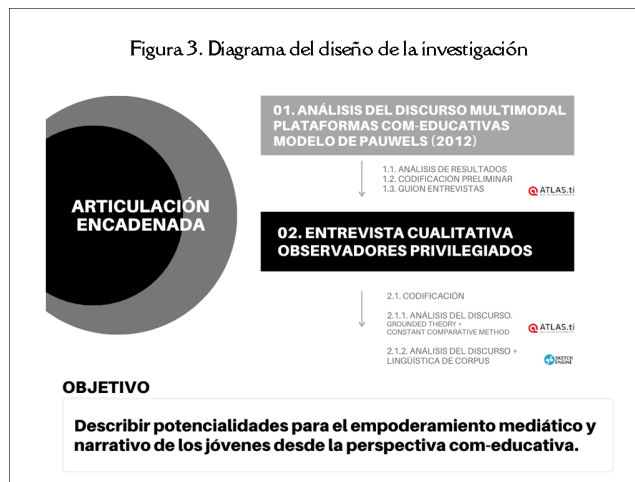 Figura 3. Diagrama del diseño de la investigación
ARTICULACIÓN
ENCADENADA
01. ANÁLISIS DEL DISCURSO MULTIMODAL
PLATAFORMAS COM-EDUCATIVAS
MODELO DE PAUWELS (2012)
1.1. ANÁLISIS DE RESULTADOS
1.2. CODIFICACIÓN PRELIMINAR
1.3. GUION ENTREVISTAS
ATLAS.ti
02. ENTREVISTA CUALITATIVA
OBSERVADORES PRIVILEGIADOS
2.1. CODIFICACIÓN
2.1.1. ANÁLISIS DEL DISCURSO.
GROUNDED THEORY +
CONSTANT COMPARATIVE METHOD
ATLAS.ti
2.1.2. ANÁLISIS DEL DISCURSO +
LINGÜÍSTICA DE CORPUS
SKETCH
ENGINE
OBJETIVO
Describir potencialidades para el empoderamiento mediático y
narrativo de los jóvenes desde la perspectiva com-educativa.